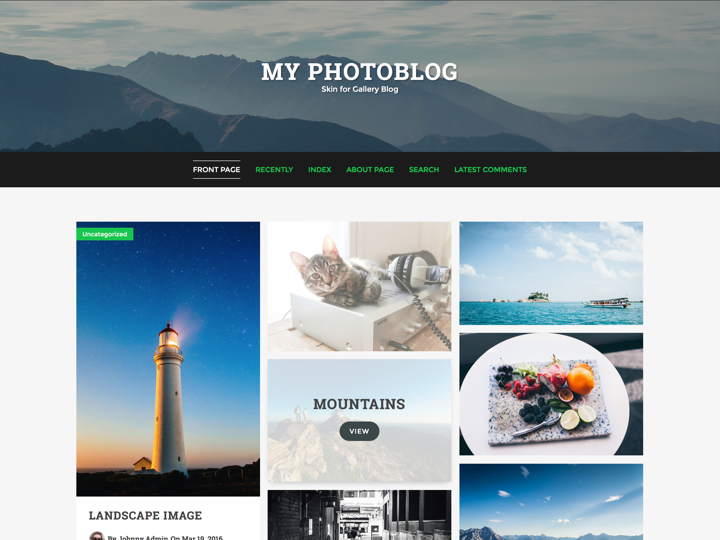 MY PHOTOBLOG
Skin for Gallery Blog
FRONT PAGE RECENTLY INDEX ABOUT PAGE SEARCH LATEST COMMENTS
Uncategorized
MOUNTAINS
VIEW
LANDSCAPE IMAGE
By Johnny Admin On Mar 19, 2016